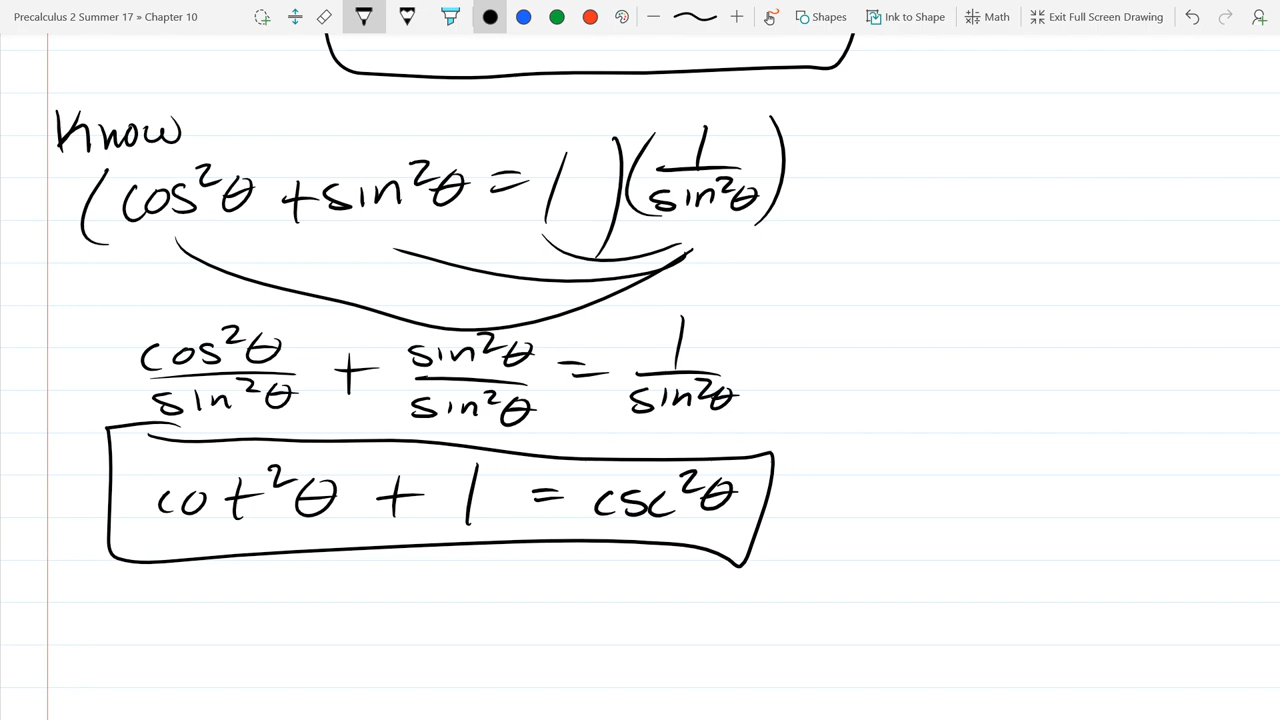 Precalculus 2 Summer 17 » Chapter 10
Shapes
Ink to Shape
Math
Exit Full Screen Drawing
Know
(cos²θ + sin²θ = 1)(1/sin²θ)
cos²θ/sin²θ + sin²θ/sin²θ = 1/sin²θ
cot²θ + 1 = csc²θ